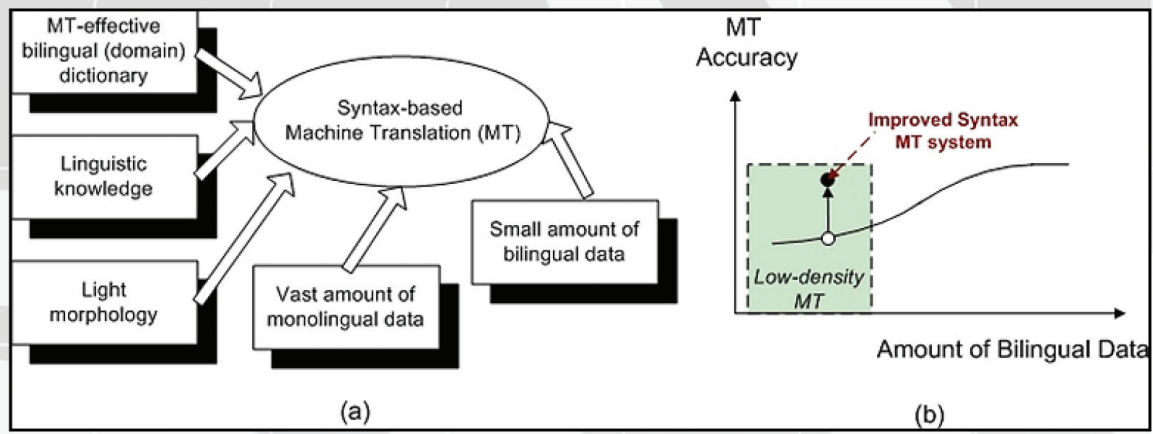 MT-effective
bilingual (domain)
dictionary
Linguistic
knowledge
Light
morphology
Syntax-based
Machine Translation (MT)
Vast amount of
monolingual data
Small amount of
bilingual data
(a)
MT
Accuracy
Improved Syntax
MT system
Low-density
MT
Amount of Bilingual Data
(b)